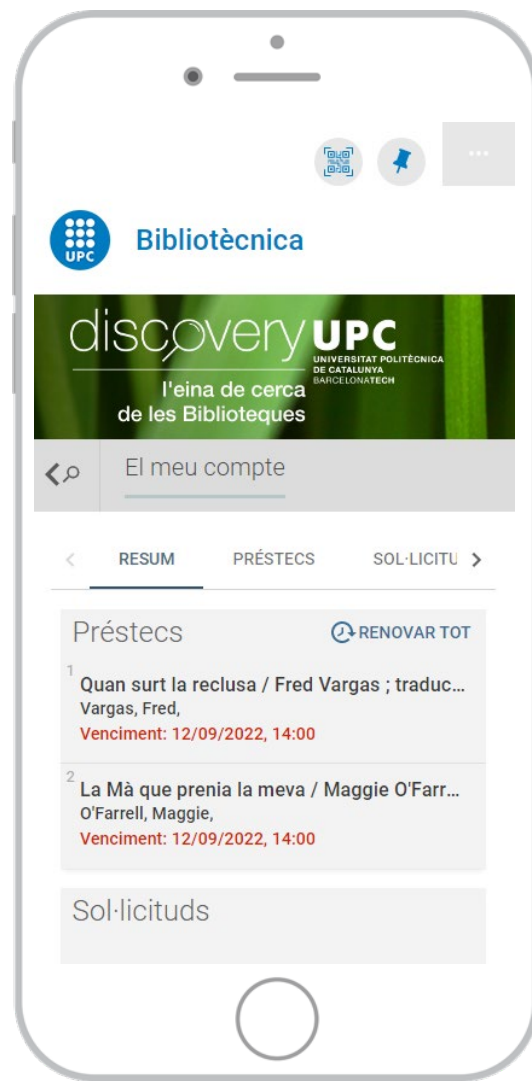 ...
UPC
Bibliotècnica
discovery UPC
UNIVERSITAT POLITÈCNICA
DE CATALUNYA
BARCELONATECH
l'eina de cerca
de les Biblioteques
El meu compte
RESUM PRÉSTECS SOL·LICITU
Préstecs RENOVAR TOT
1
Quan surt la reclusa / Fred Vargas ; traduc...
Vargas, Fred,
Venciment: 12/09/2022, 14:00
2
La Mà que prenia la meva / Maggie O'Farr...
O'Farrell, Maggie,
Venciment: 12/09/2022, 14:00
Sol·licituds